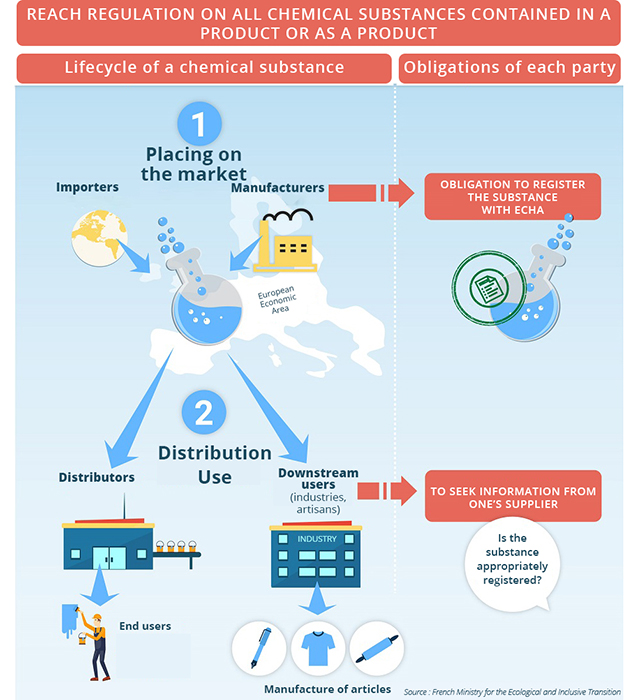 REACH REGULATION ON ALL CHEMICAL SUBSTANCES CONTAINED IN A
PRODUCT OR AS A PRODUCT
Lifecycle of a chemical substance
Obligations of each party
1
Placing on
the market
Importers
Manufacturers
OBLIGATION TO REGISTER
THE SUBSTANCE
WITH ECHA
European
Economic
Area
2
Distribution
Use
Distributors
Downstream
users
(industries,
artisans)
TO SEEK INFORMATION FROM
ONE'S SUPPLIER
INDUSTRY
Is the
substance
appropriately
registered?
End users
Manufacture of articles
Source : French Ministry for the Ecological and Inclusive Transition